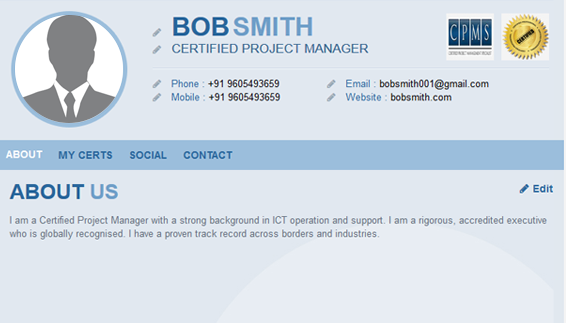 BOB SMITH
CERTIFIED PROJECT MANAGER
CPMS
CERTIFIED
Phone : +91 9605493659
Email : bobsmith001@gmail.com
Mobile : +91 9605493659
Website : bobsmith.com
ABOUT MY CERTS SOCIAL CONTACT
ABOUT US
Edit
I am a Certified Project Manager with a strong background in ICT operation and support. I am a rigorous, accredited executive
who is globally recognised. I have a proven track record across borders and industries.